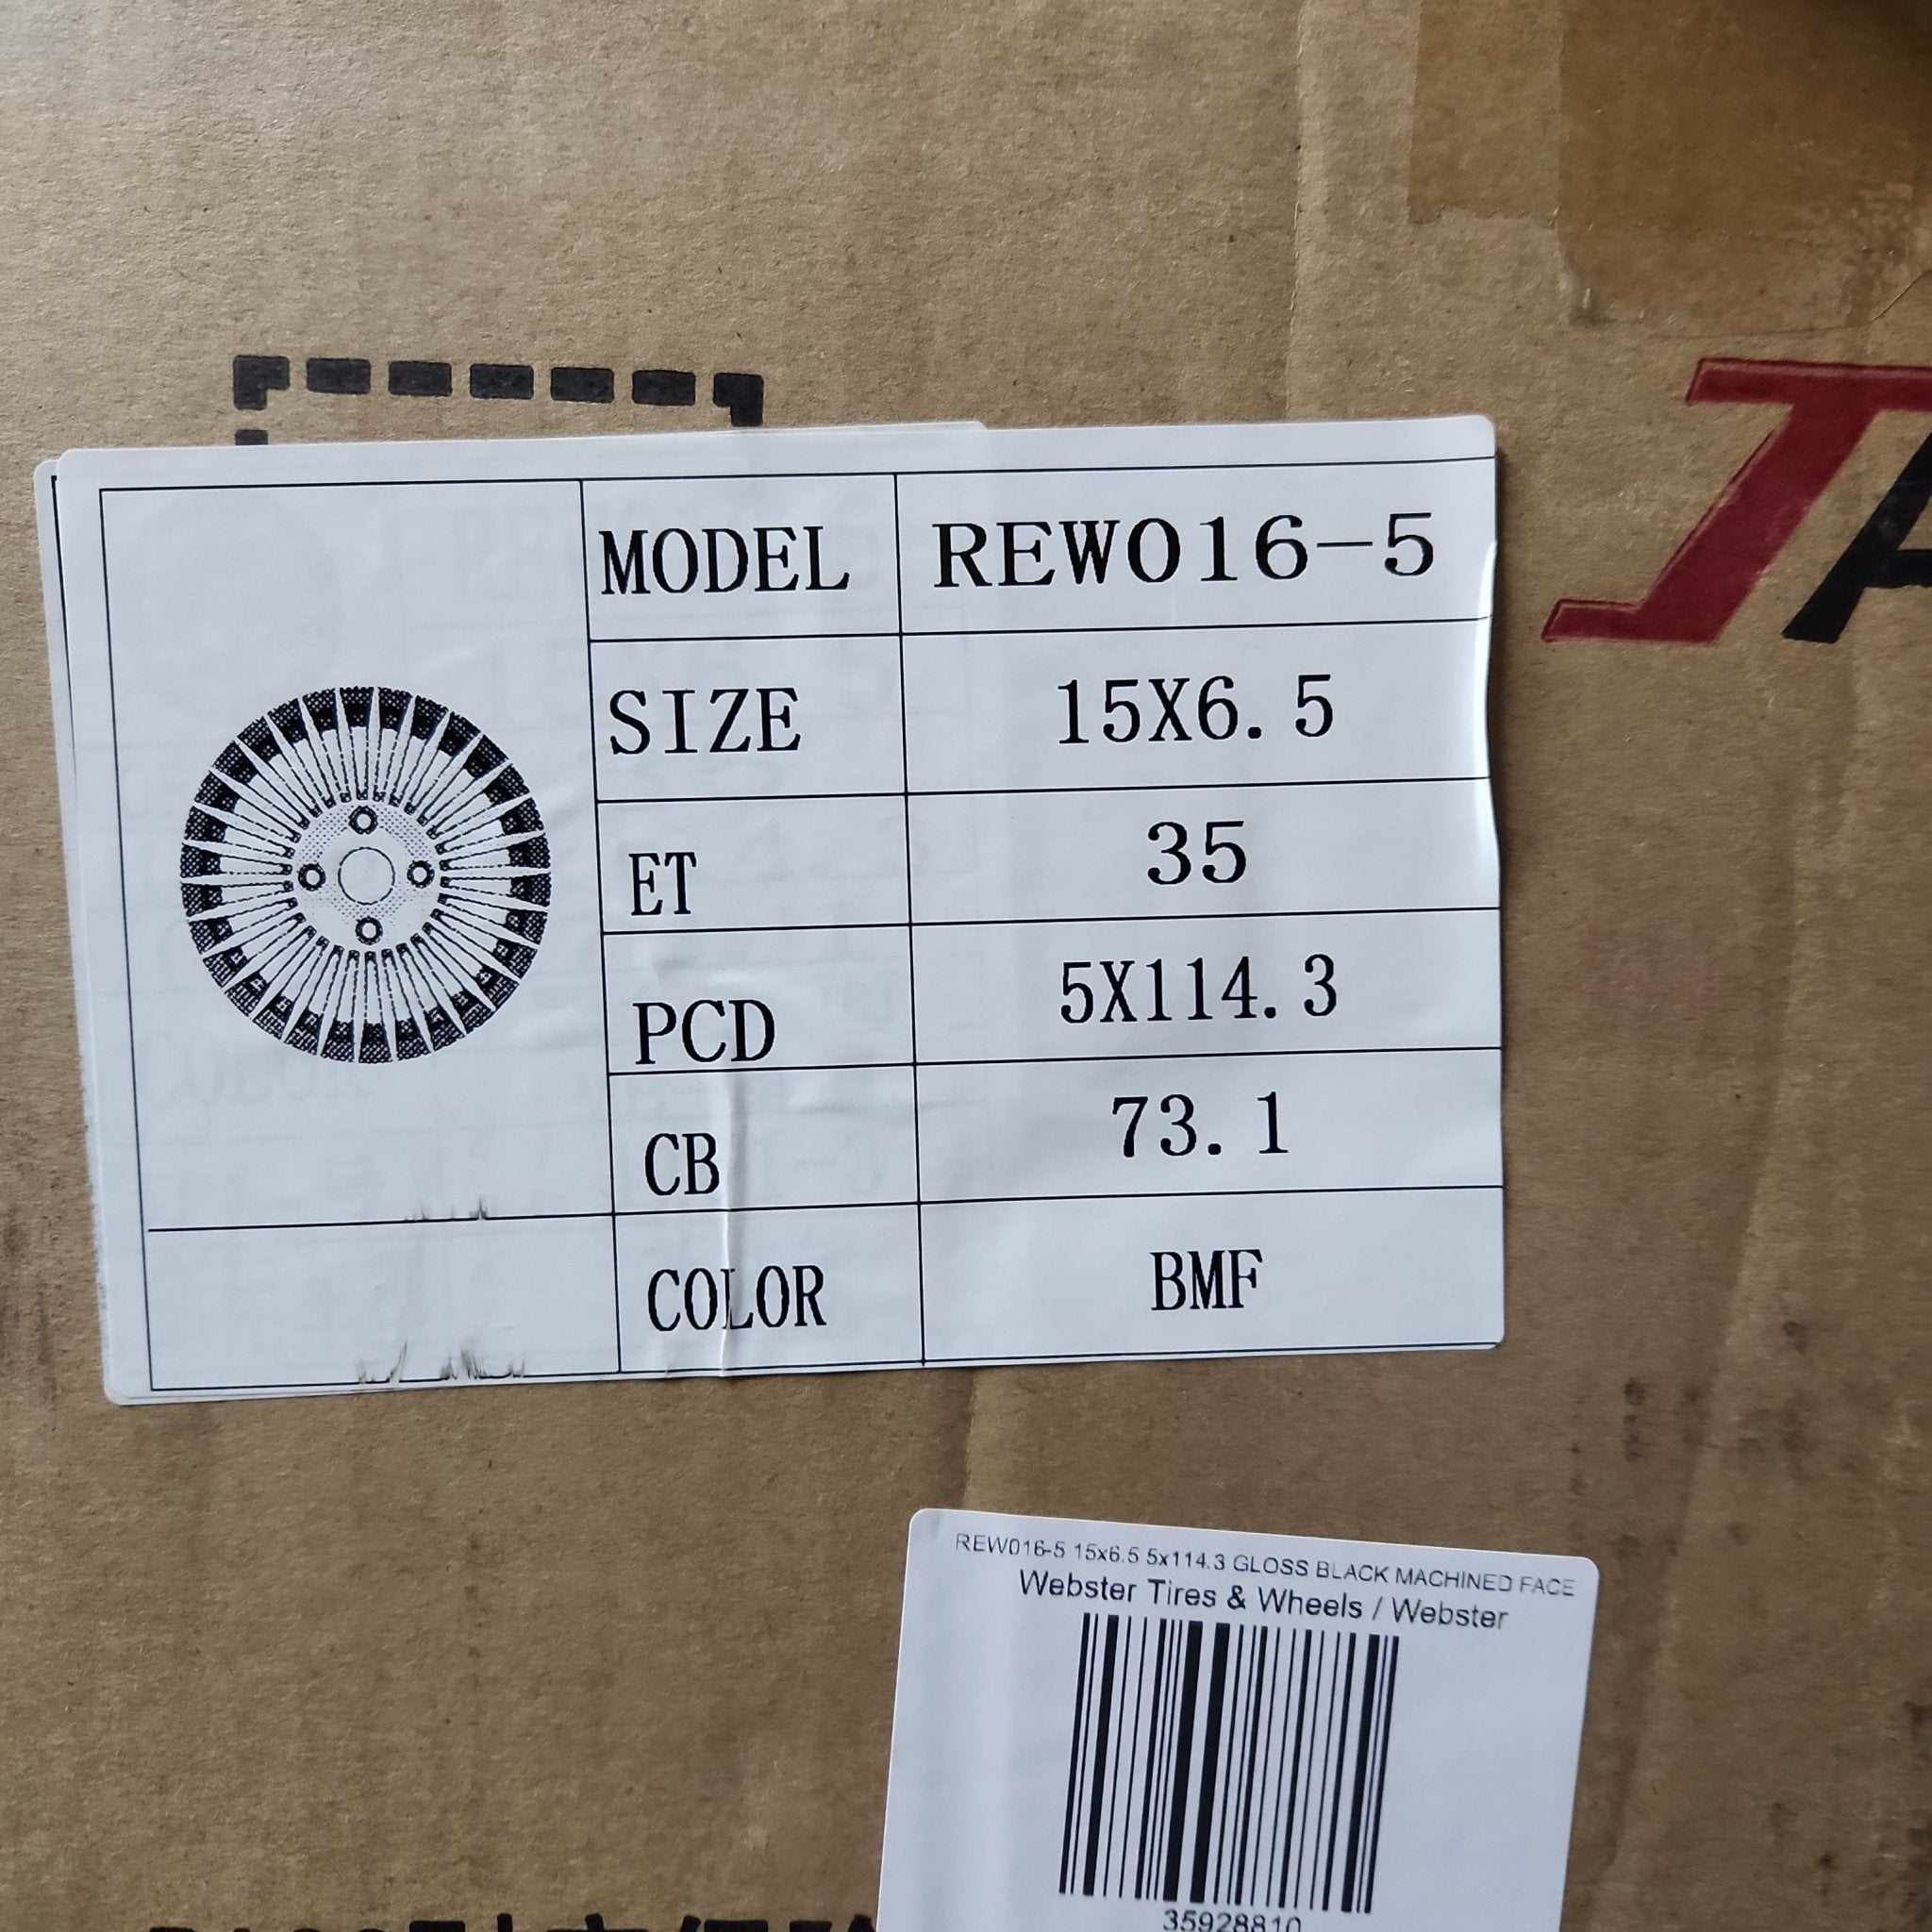 MODEL REW016-5
SIZE 15X6.5
ET 35
PCD 5X114.3
CB 73.1
COLOR BMF
REW016-5 15x6.5 5x114.3 GLOSS BLACK MACHINED FACE
Webster Tires & Wheels / Webster
35928810